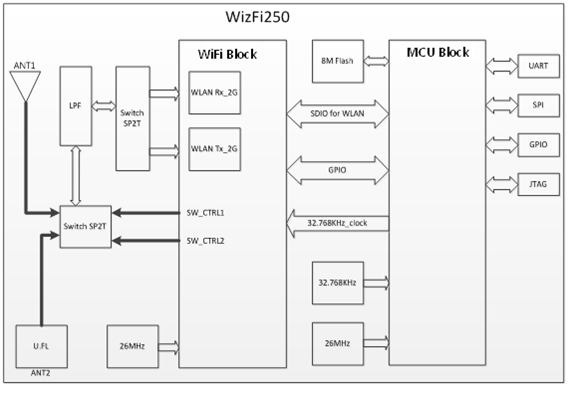 WizFi250
ANT1
LPF
Switch
SP2T
WiFi Block
WLAN Rx_2G
WLAN Tx_2G
Switch SP2T
SW_CTRL1
SW_CTRL2
U.FL
ANT2
26MHz
8M Flash
SDIO for WLAN
GPIO
32.768KHz_clock
32.768KHz
26MHz
MCU Block
UART
SPI
GPIO
JTAG